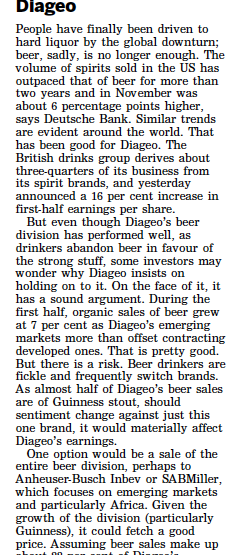 Diageo
People have finally been driven to
hard liquor by the global downturn;
beer, sadly, is no longer enough. The
volume of spirits sold in the US has
outpaced that of beer for more than
two years and in November was
about 6 percentage points higher,
says Deutsche Bank. Similar trends
are evident around the world. That
has been good for Diageo. The
British drinks group derives about
three-quarters of its business from
its spirit brands, and yesterday
announced a 16 per cent increase in
first-half earnings per share.
But even though Diageo's beer
division has performed well, as
drinkers abandon beer in favour of
the strong stuff, some investors may
wonder why Diageo insists on
holding on to it. On the face of it, it
has a sound argument. During the
first half, organic sales of beer grew
at 7 per cent as Diageo's emerging
markets more than offset contracting
developed ones. That is pretty good.
But there is a risk. Beer drinkers are
fickle and frequently switch brands.
As almost half of Diageo's beer sales
are of Guinness stout, should
sentiment change against just this
one brand, it would materially affect
Diageo's earnings.
One option would be a sale of the
entire beer division, perhaps to
Anheuser-Busch Inbev or SABMiller,
which focuses on emerging markets
and particularly Africa. Given the
growth of the division (particularly
Guinness), it could fetch a good
price. Assuming beer sales make up